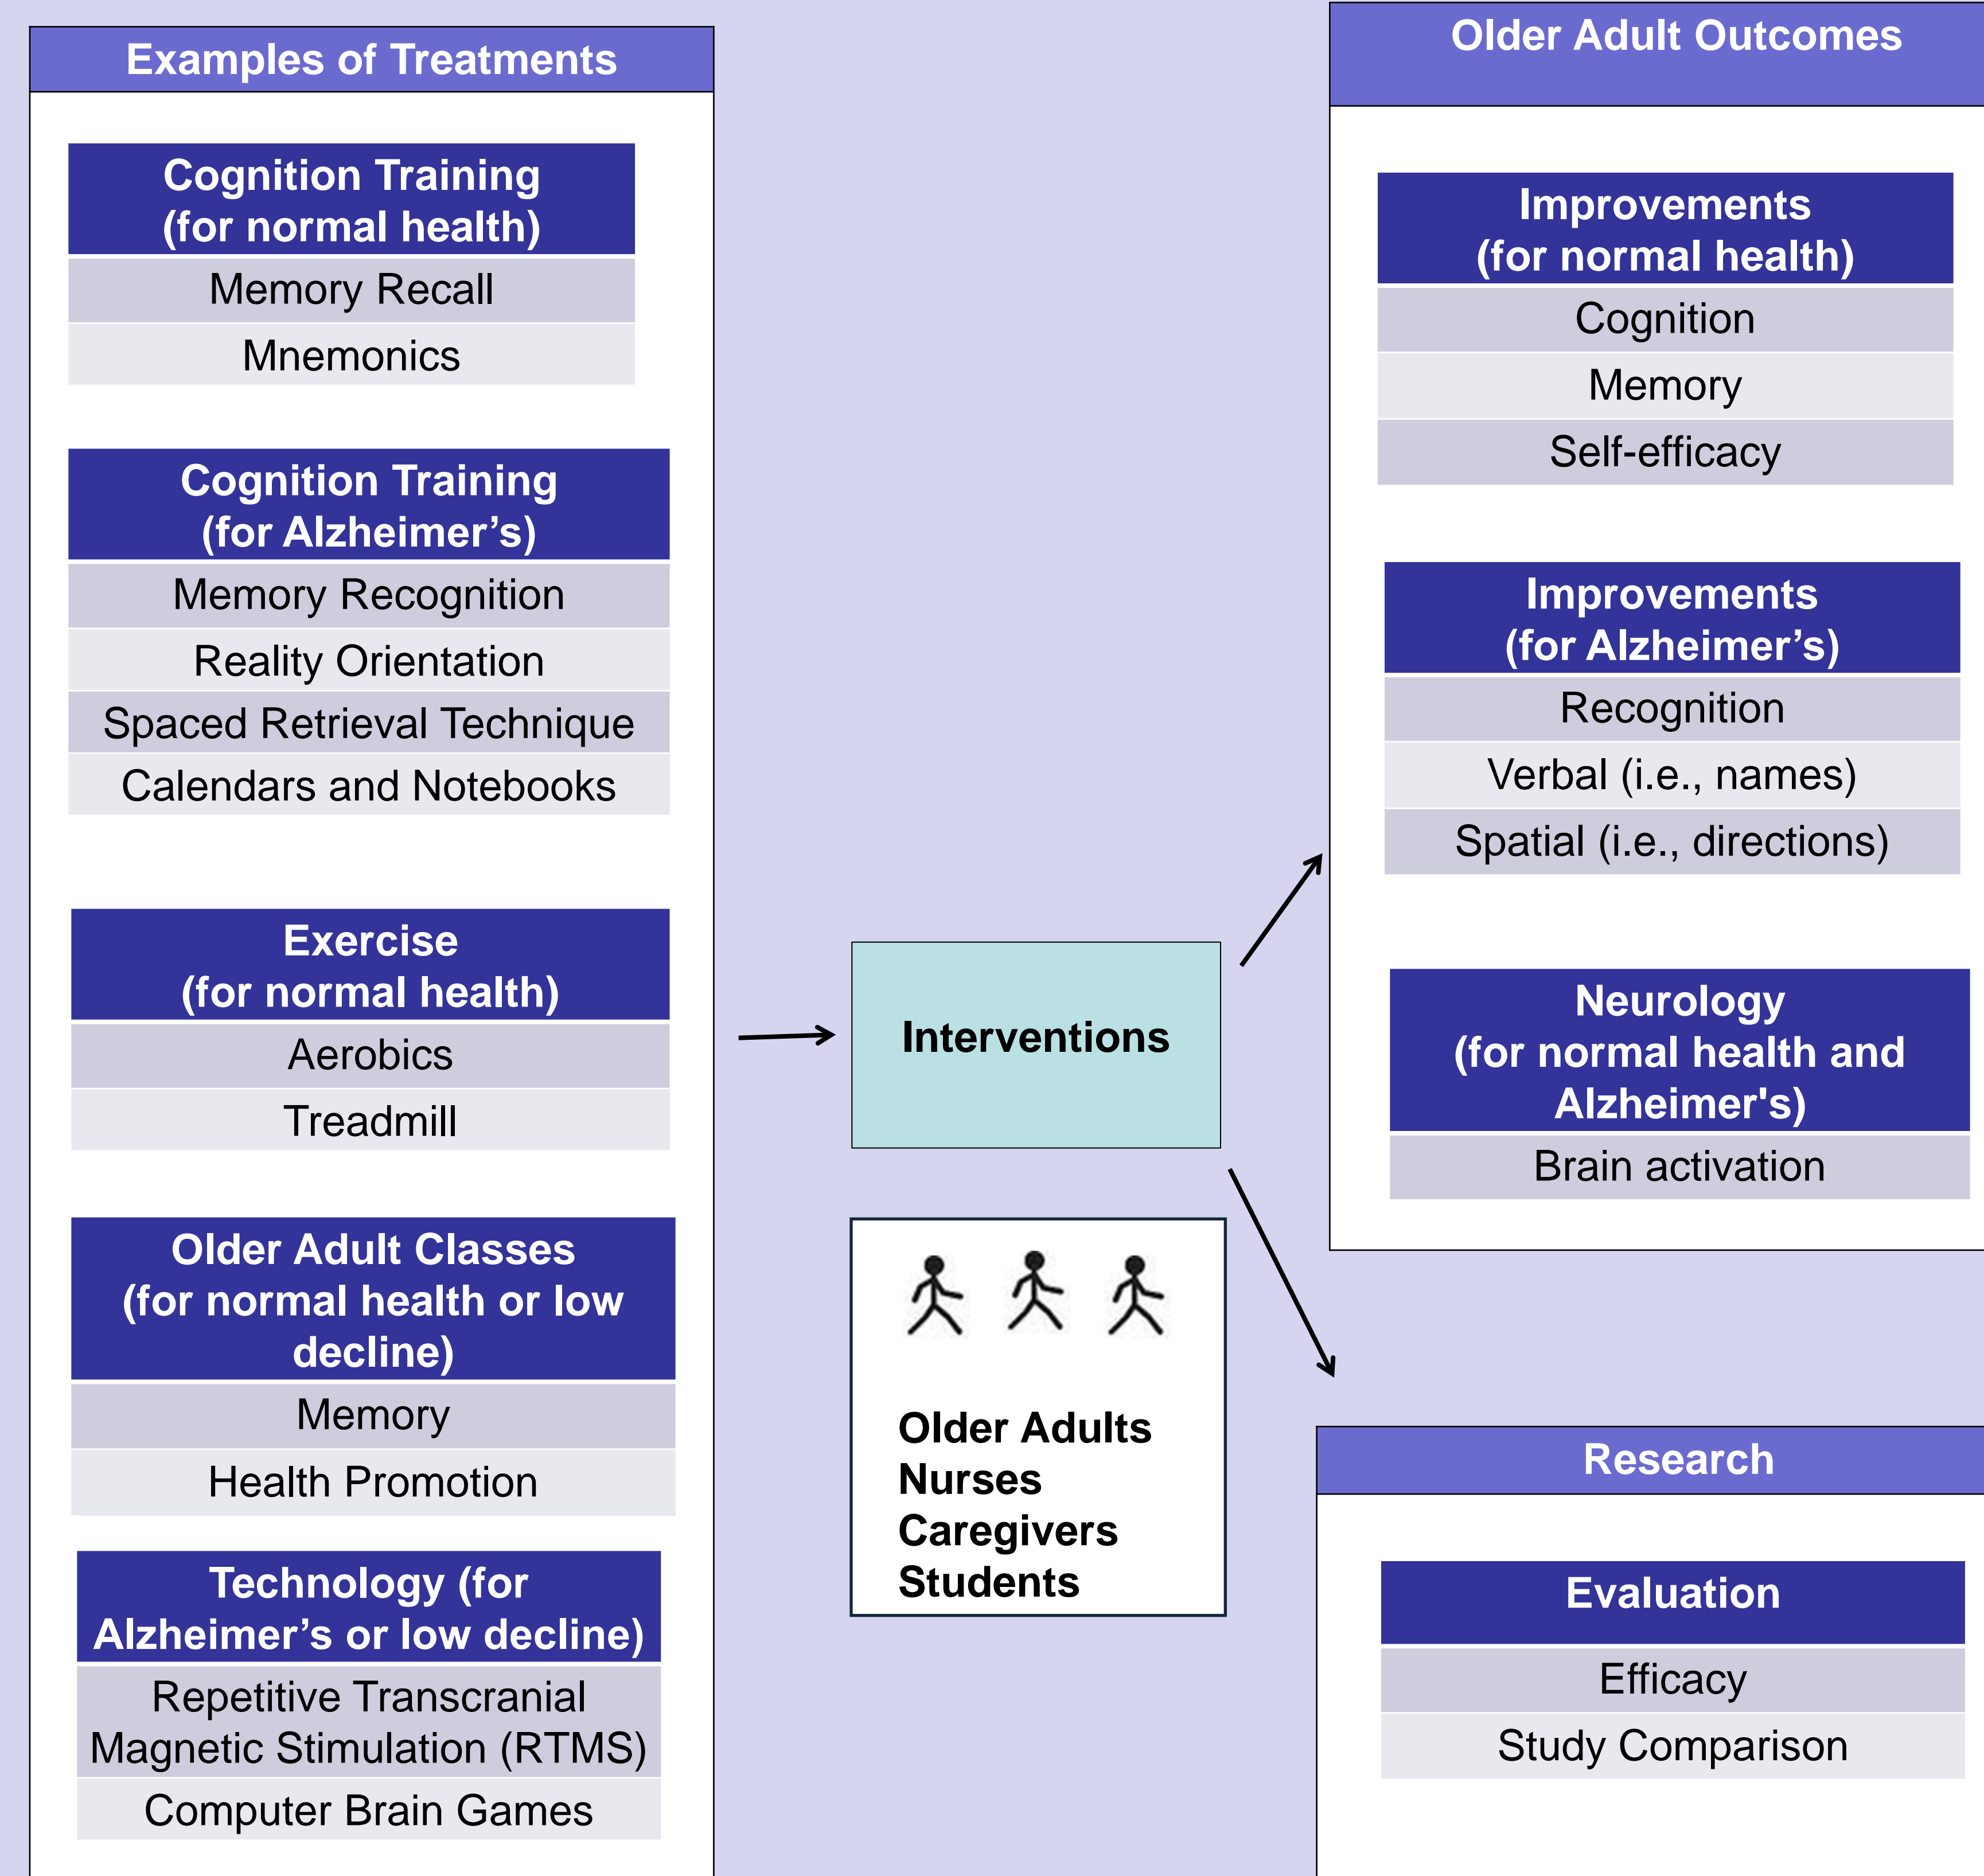 Examples of Treatments
Cognition Training
(for normal health)
Memory Recall
Mnemonics
Cognition Training
(for Alzheimer’s)
Memory Recognition
Reality Orientation
Spaced Retrieval Technique
Calendars and Notebooks
Exercise
(for normal health)
Aerobics
Treadmill
Older Adult Classes
(for normal health or low
decline)
Memory
Health Promotion
Technology (for
Alzheimer’s or low decline)
Repetitive Transcranial
Magnetic Stimulation (RTMS)
Computer Brain Games
Interventions
Older Adults
Nurses
Caregivers
Students
Older Adult Outcomes
Improvements
(for normal health)
Cognition
Memory
Self-efficacy
Improvements
(for Alzheimer’s)
Recognition
Verbal (i.e., names)
Spatial (i.e., directions)
Neurology
(for normal health and
Alzheimer's)
Brain activation
Research
Evaluation
Efficacy
Study Comparison